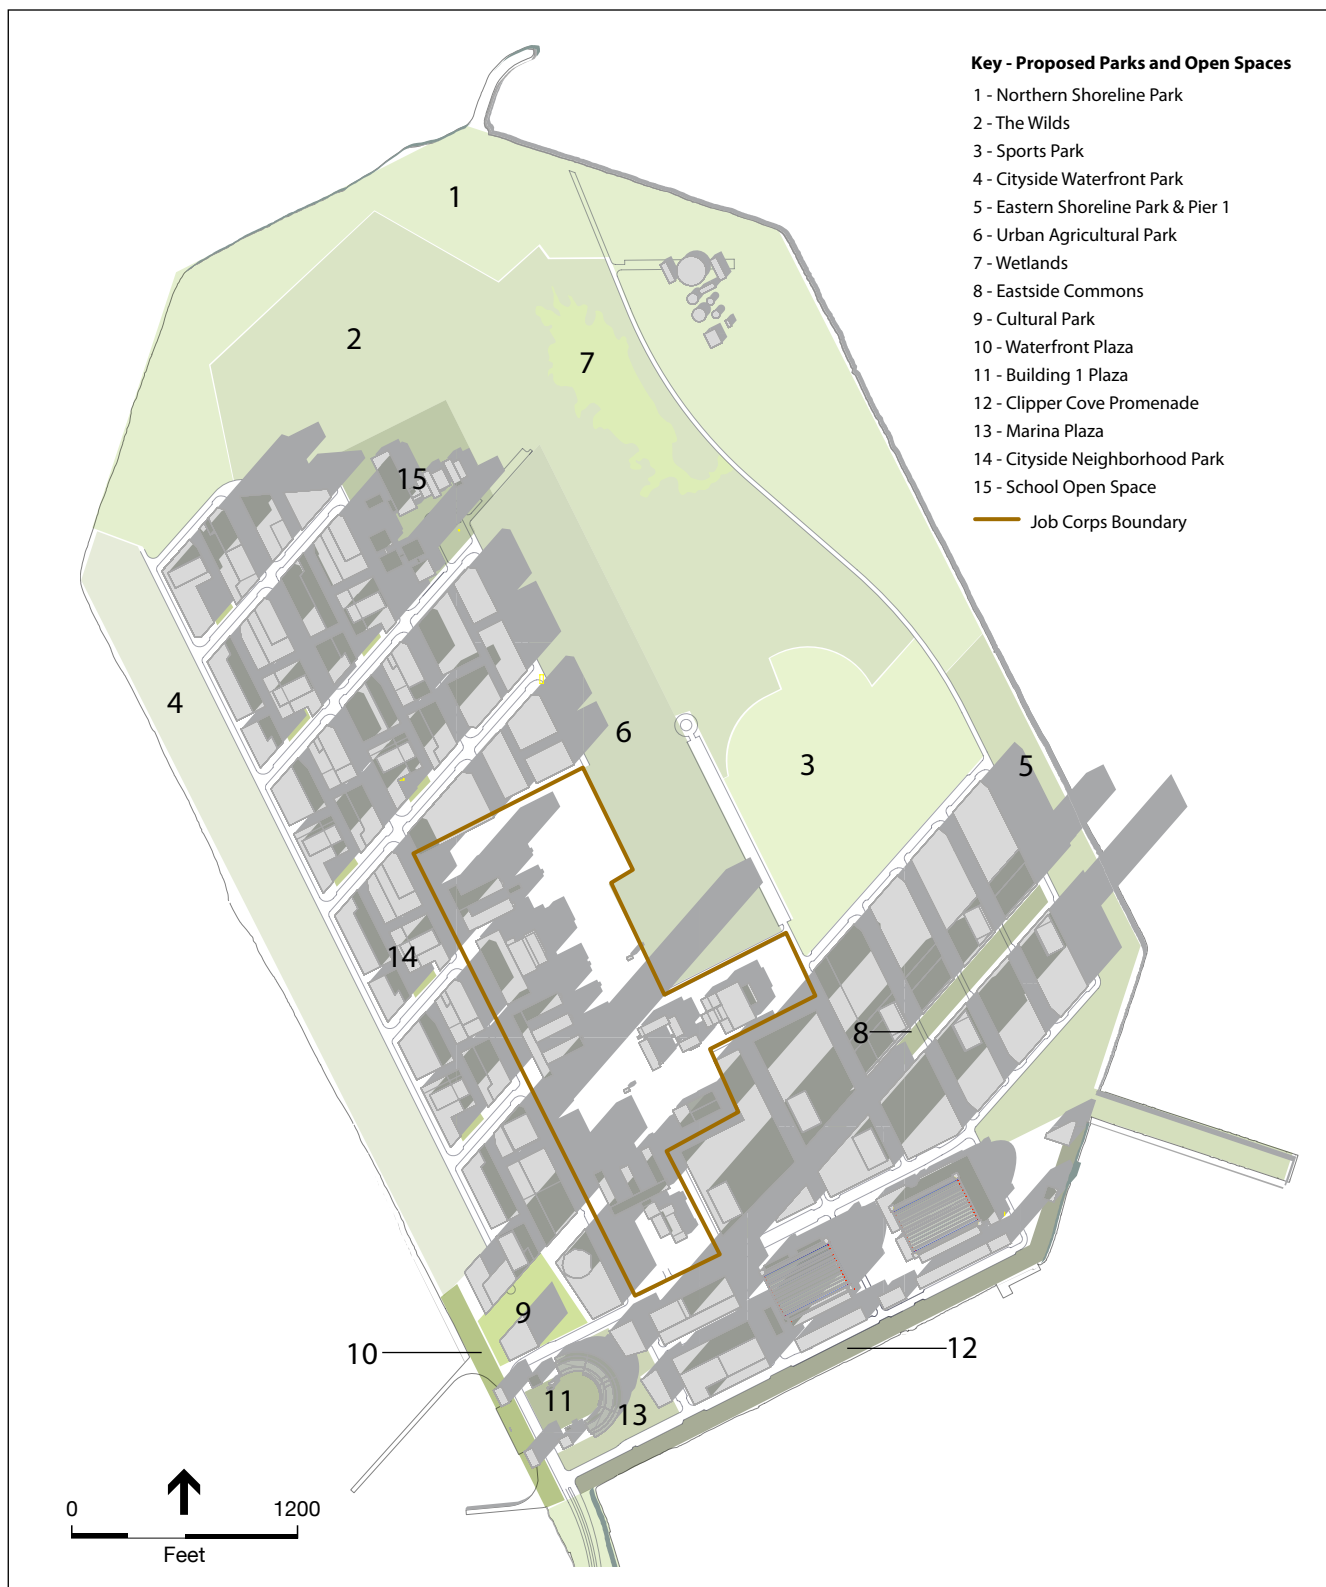 Key - Proposed Parks and Open Spaces
1 - Northern Shoreline Park
2 - The Wilds
3 - Sports Park
4 - Cityside Waterfront Park
5 - Eastern Shoreline Park & Pier 1
6 - Urban Agricultural Park
7 - Wetlands
8 - Eastside Commons
9 - Cultural Park
10 - Waterfront Plaza
11 - Building 1 Plaza
12 - Clipper Cove Promenade
13 - Marina Plaza
14 - Cityside Neighborhood Park
15 - School Open Space
Job Corps Boundary
1
2
7
15
4
6
3
5
14
8
9
10
12
11
13
0 1200
Feet